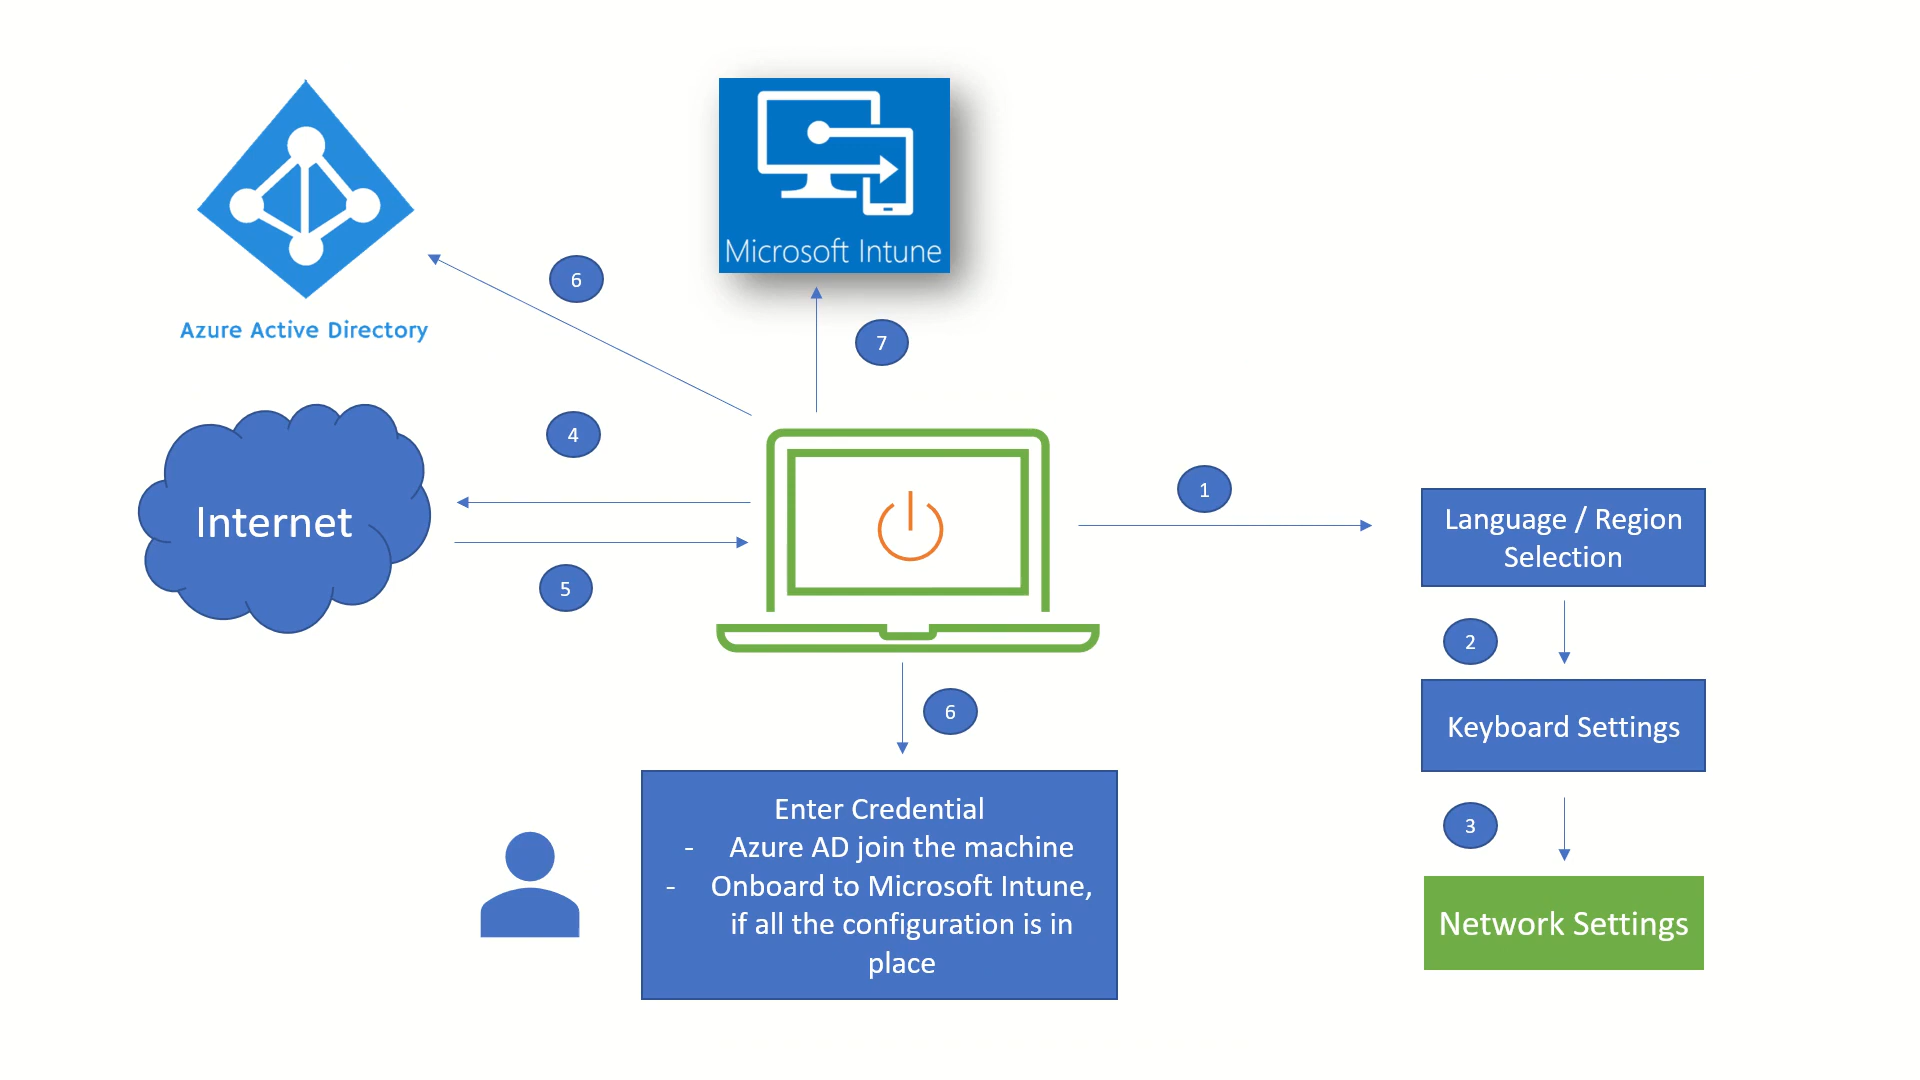 Microsoft Intune
6
Azure Active Directory
7
4
Internet
5
1
Language / Region
Selection
2
Keyboard Settings
3
Network Settings
6
Enter Credential
- Azure AD join the machine
- Onboard to Microsoft Intune,
if all the configuration is in
place